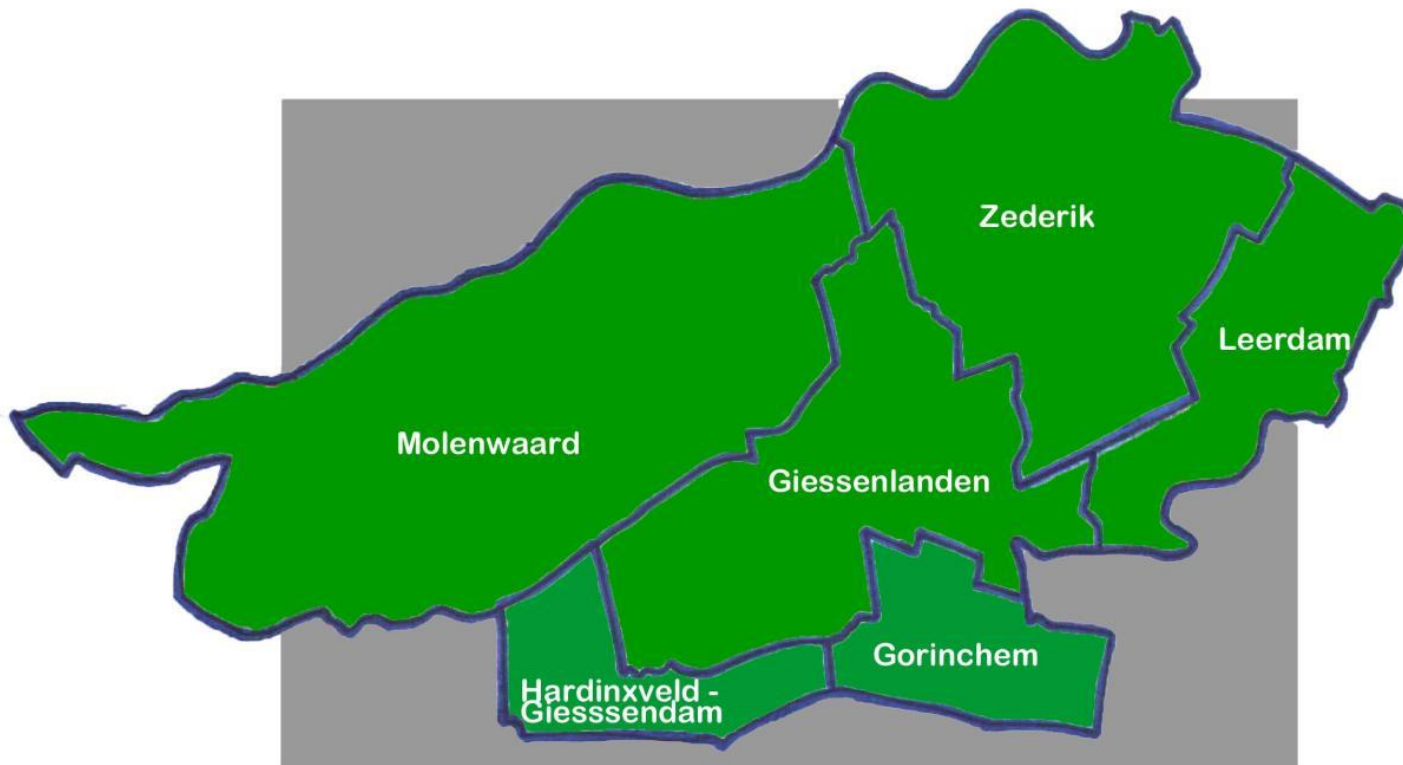 Zederik
Leerdam
Molenwaard
Giessenlanden
Gorinchem
Hardinxveld -
Giesssendam